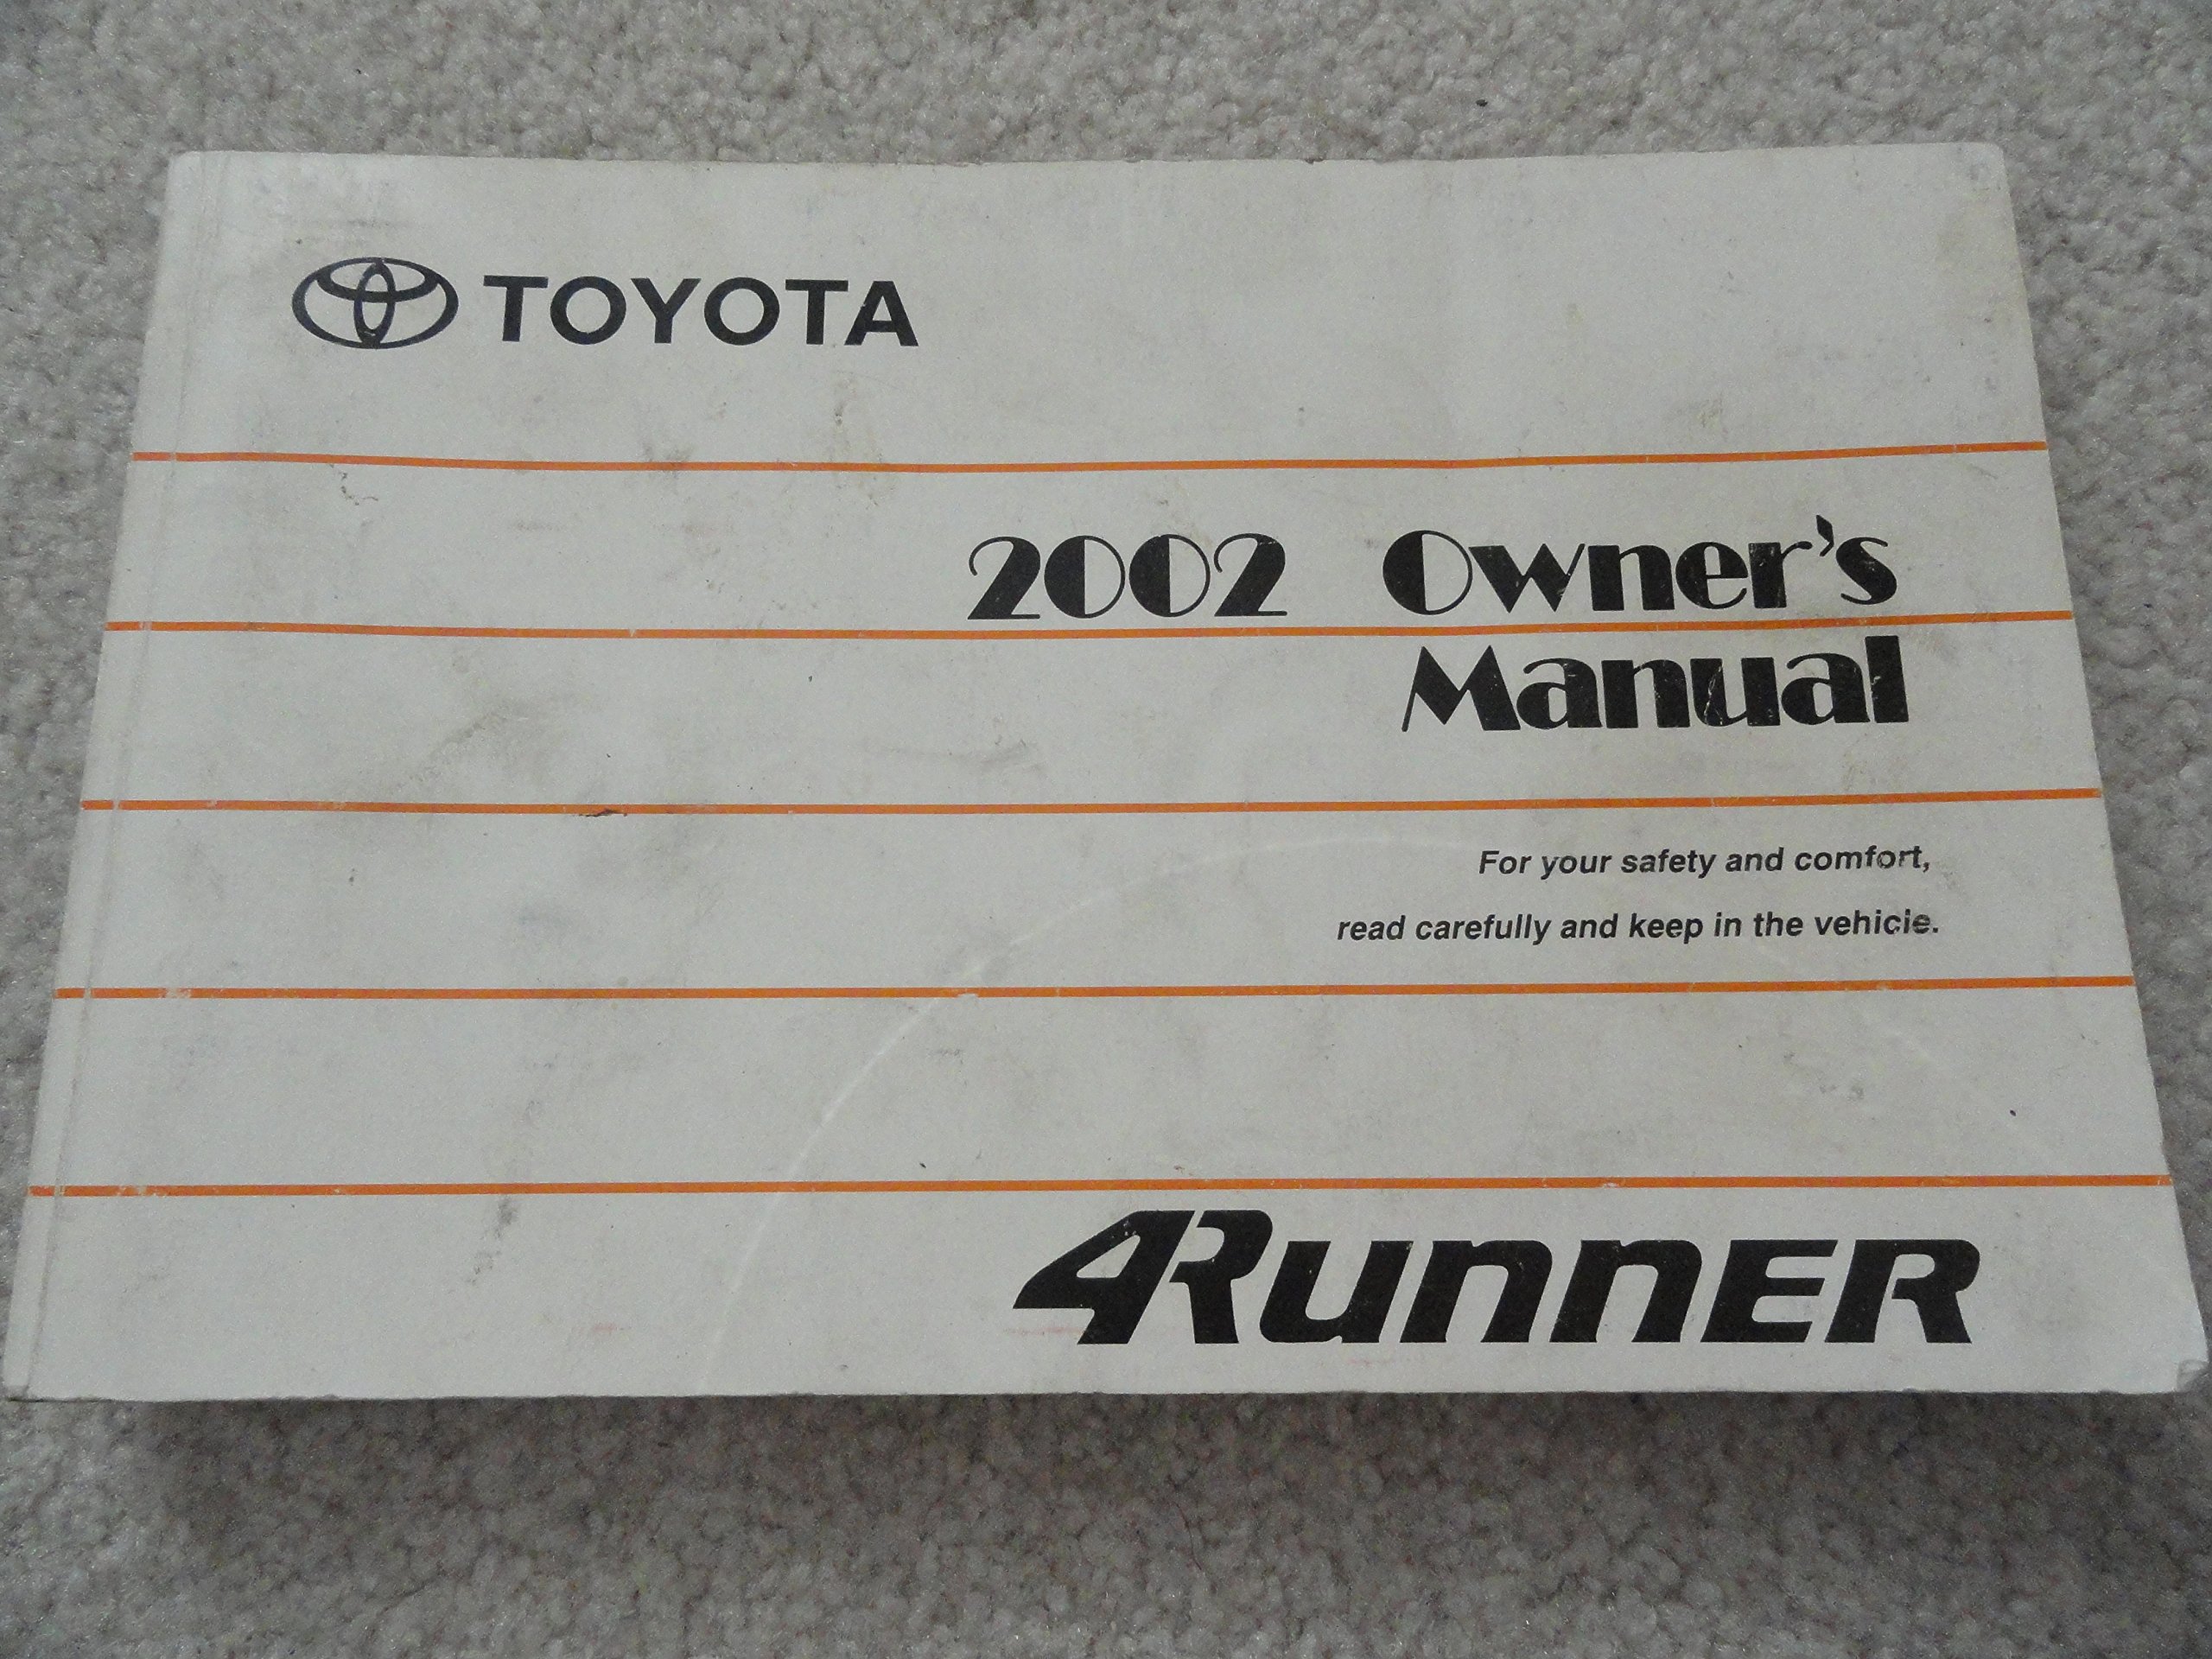 TOYOTA
2002 Owner's
Manual
For your safety and comfort,
read carefully and keep in the vehicle.
4RUNNER